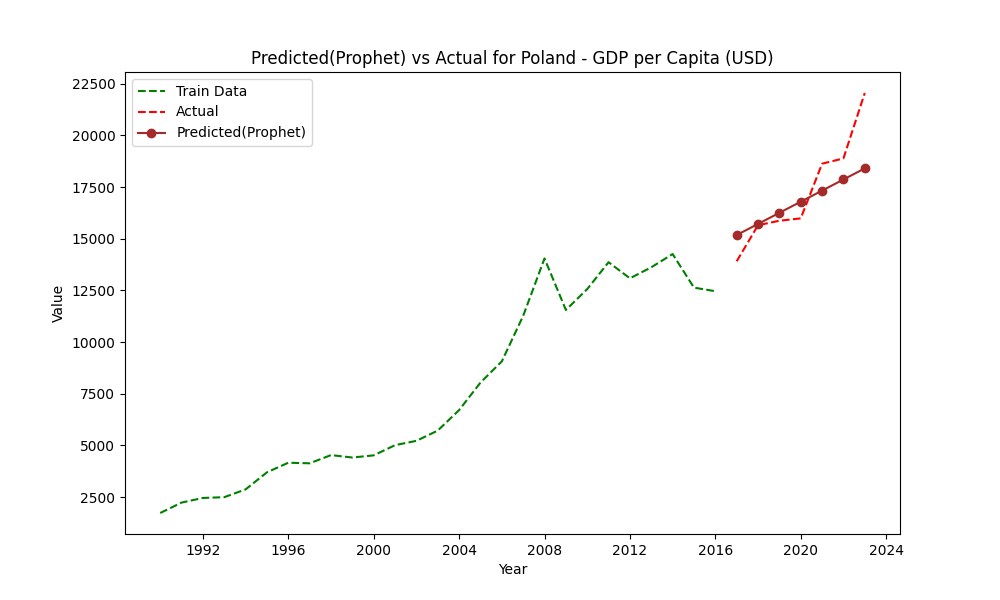 Predicted(Prophet) vs Actual for Poland - GDP per Capita (USD)
Train Data
Actual
Predicted(Prophet)
22500
20000
17500
15000
12500
10000
7500
5000
2500
Value
1992 1996 2000 2004 2008 2012 2016 2020 2024
Year